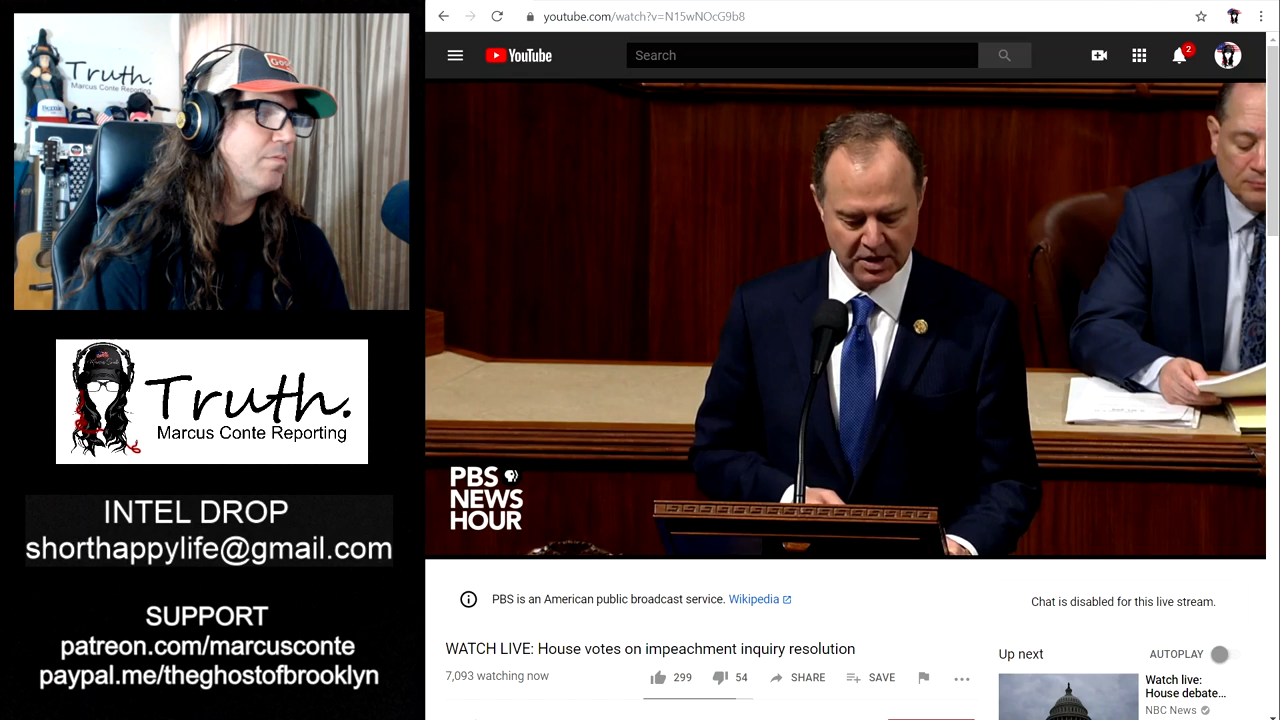 Truth.
Marcus Conte Reporting
Truth.
Marcus Conte Reporting
INTEL DROP
shorthappylife@gmail.com
SUPPORT
patreon.com/marcusconte
paypal.me/theghostofbrooklyn
youtube.com/watch?v=N15wNOcG9b8
YouTube
Search
2
PBS
NEWS
HOUR
PBS is an American public broadcast service. Wikipedia
Chat is disabled for this live stream.
WATCH LIVE: House votes on impeachment inquiry resolution
7,093 watching now
299
54
SHARE
SAVE
Up next
AUTOPLAY
Watch live:
House debate...
NBC News